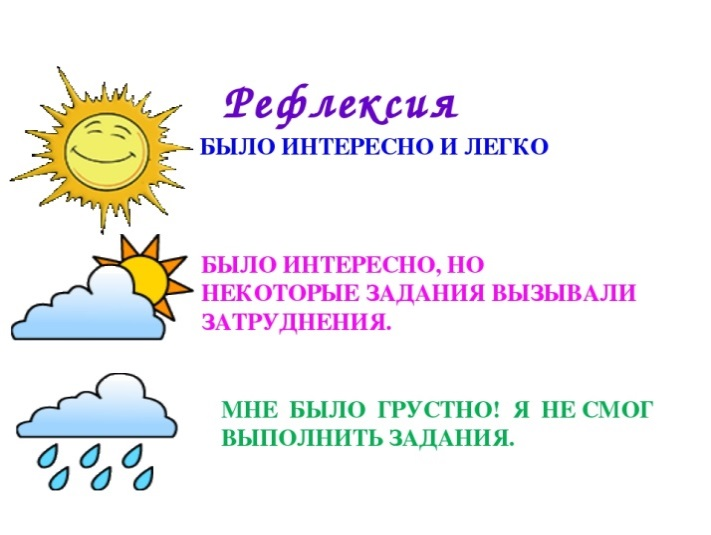 Рефлексия
БЫЛО ИНТЕРЕСНО И ЛЕГКО
БЫЛО ИНТЕРЕСНО, НО
НЕКОТОРЫЕ ЗАДАНИЯ ВЫЗЫВАЛИ
ЗАТРУДНЕНИЯ.
МНЕ БЫЛО ГРУСТНО! Я НЕ СМОГ
ВЫПОЛНИТЬ ЗАДАНИЯ.